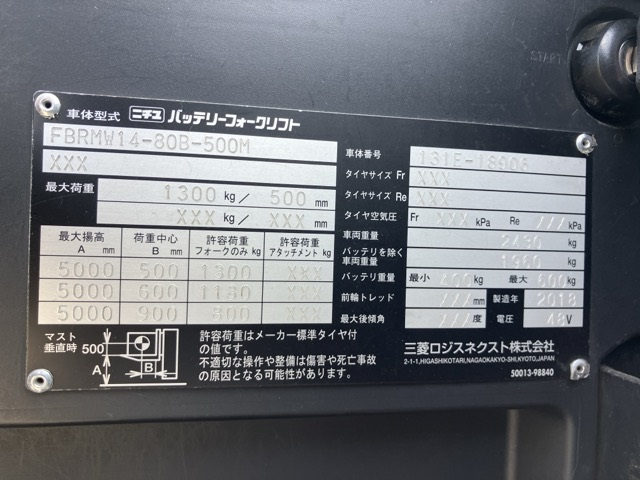 START
車体型式 ニチユ バッテリーフォークリフト
FBRMW14-80B-500M
XXX
最大荷重 1300 kg／ 500 mm
XXX kg／ XXX mm
最大揚高 A mm 荷重中心 B mm 許容荷重 フォークのみ kg 許容荷重 アタッチメント kg
5000 500 1300 XXX
5000 600 1180 XXX
5000 900 800 XXX
マスト垂直時 500 A B
許容荷重はメーカー標準タイヤ付
の値です。
不適切な操作や整備は傷害や死亡事故
の原因となる可能性があります。
車体番号 131E-18906
タイヤサイズ Fr XXX
タイヤサイズ Re XXX
タイヤ空気圧 Fr XXX kPa Re /// kPa
車両重量 2430 kg
バッテリを除く車両重量 1960 kg
バッテリ重量 最小 kg 最大 kg
前輪トレッド /// mm 製造年 2018
最大後傾角 /// 度 電圧 48 V
三菱ロジスネクスト株式会社
2-1-1,HIGASHIKOTARI,NAGAOKAKYO-SHI,KYOTO,JAPAN
50013-98840